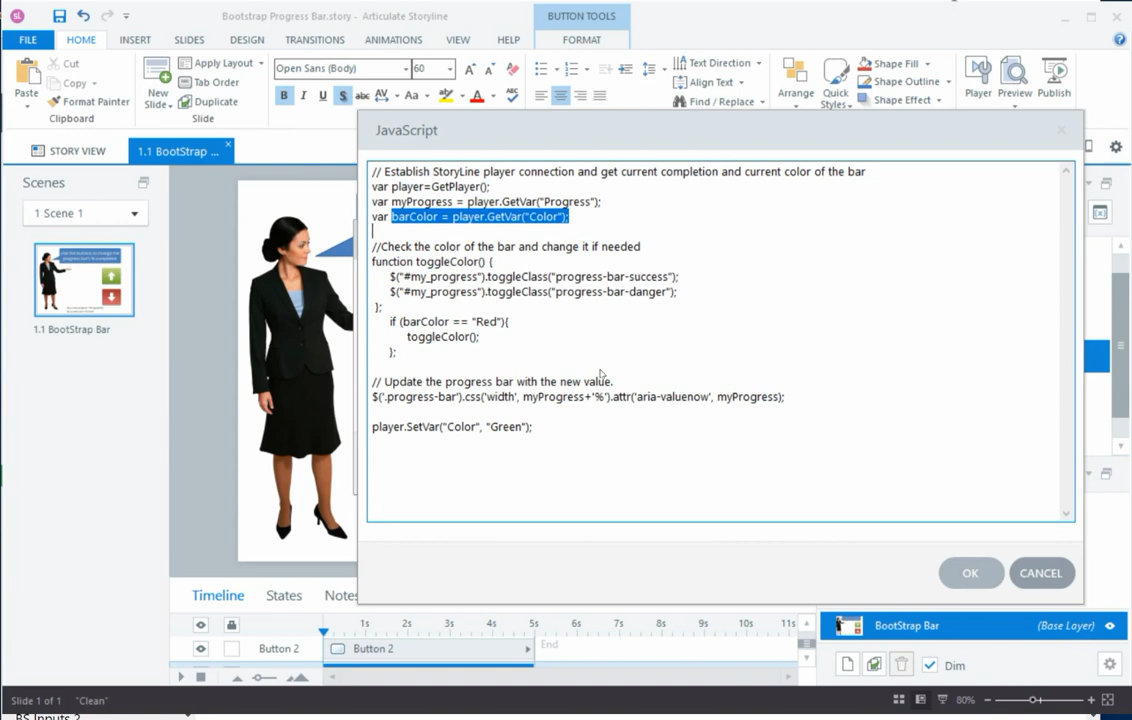 Bootstrap Progress Bar.story - Articulate Storyline
BUTTON TOOLS
FILE HOME INSERT SLIDES DESIGN TRANSITIONS ANIMATIONS VIEW HELP FORMAT
Paste
Cut
Copy
Format Painter
Clipboard
New
Slide
Apply Layout
Tab Order
Duplicate
Slide
Open Sans (Body) 60
B I U S abc AV Aa ab A ABC
Text Direction
Align Text
Find / Replace
Arrange
Quick
Styles
Shape Fill
Shape Outline
Shape Effect
Player Preview Publish
STORY VIEW
1.1 BootStrap ...
Scenes
1 Scene 1
1.1 BootStrap Bar
JavaScript
// Establish StoryLine player connection and get current completion and current color of the bar
var player=GetPlayer();
var myProgress = player.GetVar("Progress");
var barColor = player.GetVar("Color");
//Check the color of the bar and change it if needed
function toggleColor() {
$("#my_progress").toggleClass("progress-bar-success");
$("#my_progress").toggleClass("progress-bar-danger");
};
if (barColor == "Red"){
toggleColor();
};
// Update the progress bar with the new value.
$('.progress-bar').css('width', myProgress+'%').attr('aria-valuenow', myProgress);
player.SetVar("Color", "Green");
OK CANCEL
Timeline States Notes
1s 2s 3s 4s 5s 6s 7s 8s 9s 10s 11s
Button 2 Button 2 End
BootStrap Bar (Base Layer)
Dim
Slide 1 of 1 "Clean" 80%
BS Inputs 2